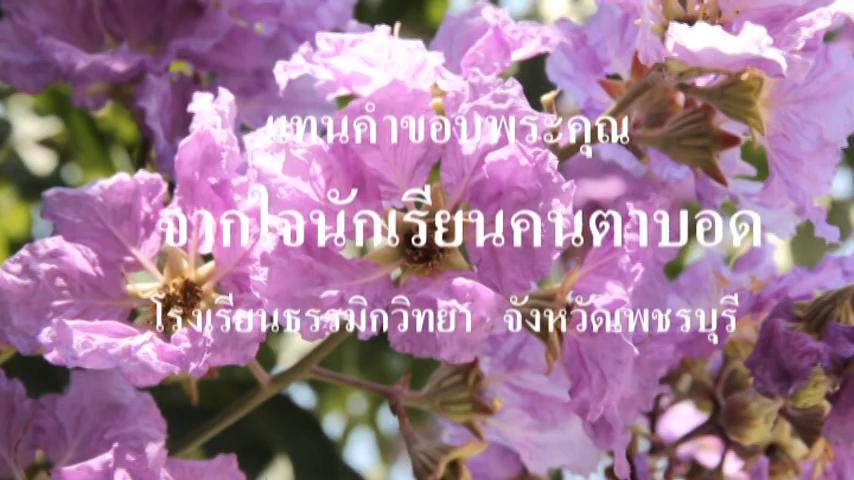 แทนคำขอบพระคุณ
จากใจนักเรียนคนตาบอด
โรงเรียนธรรมิกวิทยา จังหวัดเพชรบุรี